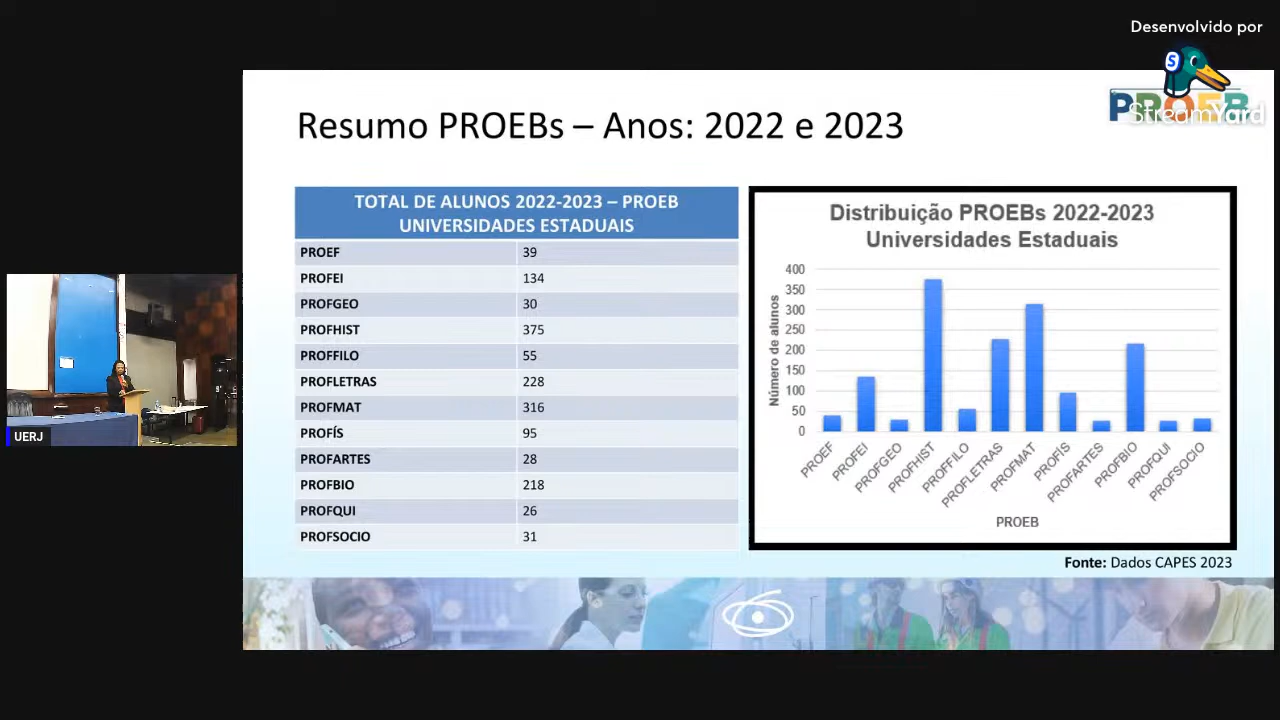 Desenvolvido por
S
PROEB
StreamYard
Resumo PROEBs – Anos: 2022 e 2023
TOTAL DE ALUNOS 2022-2023 – PROEB
UNIVERSIDADES ESTADUAIS
PROEF 39
PROFEI 134
PROFGEO 30
PROFHIST 375
PROFFILO 55
PROFLETRAS 228
PROFMAT 316
PROFÍS 95
PROFARTES 28
PROFBIO 218
PROFQUI 26
PROFSOCIO 31
Distribuição PROEBs 2022-2023
Universidades Estaduais
Número de alunos
400
350
300
250
200
150
100
50
0
PROEF
PROFEI
PROFGEO
PROFHIST
PROFFILO
PROFLETRAS
PROFMAT
PROFÍS
PROFARTES
PROFBIO
PROFQUI
PROFSOCIO
PROEB
Fonte: Dados CAPES 2023
UERJ